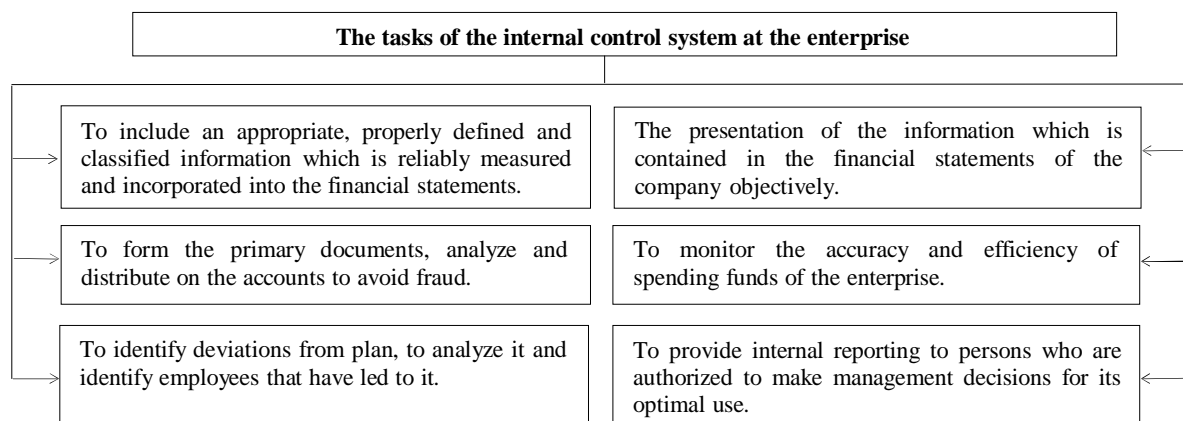 The tasks of the internal control system at the enterprise
To include an appropriate, properly defined and
classified information which is reliably measured
and incorporated into the financial statements.
The presentation of the information which is
contained in the financial statements of the
company objectively.
To form the primary documents, analyze and
distribute on the accounts to avoid fraud.
To monitor the accuracy and efficiency of
spending funds of the enterprise.
To identify deviations from plan, to analyze it and
identify employees that have led to it.
To provide internal reporting to persons who are
authorized to make management decisions for its
optimal use.